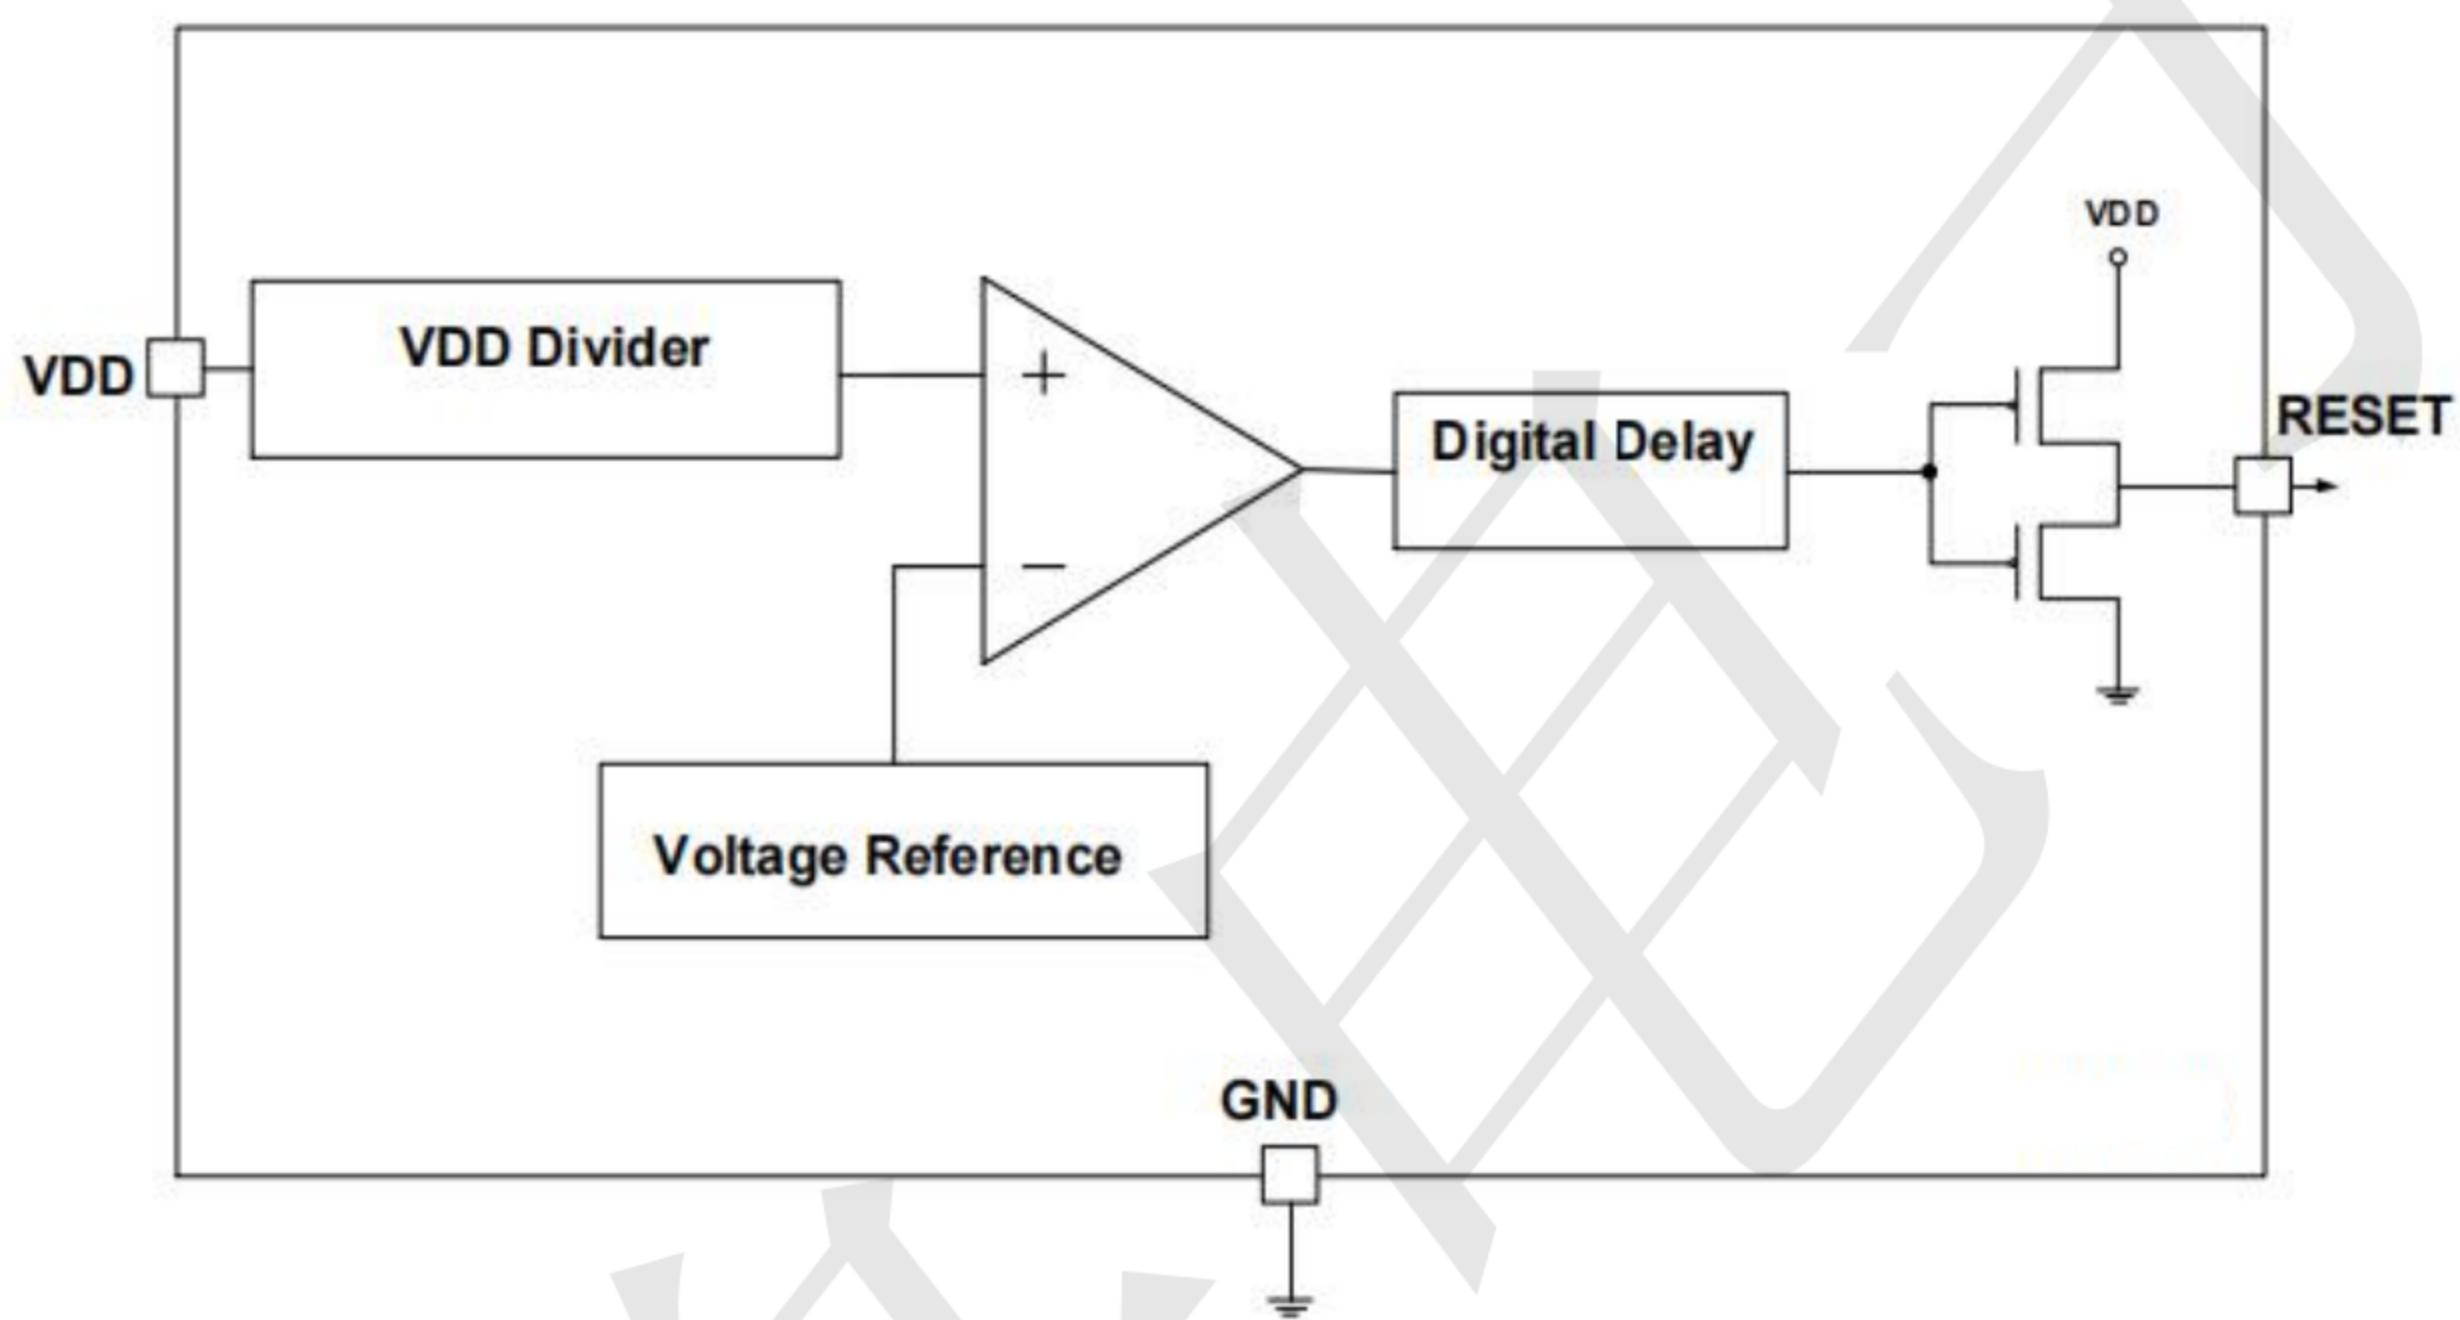 VDD
VDD Divider
VDD
RESET
Digital Delay
+
−
Voltage Reference
GND